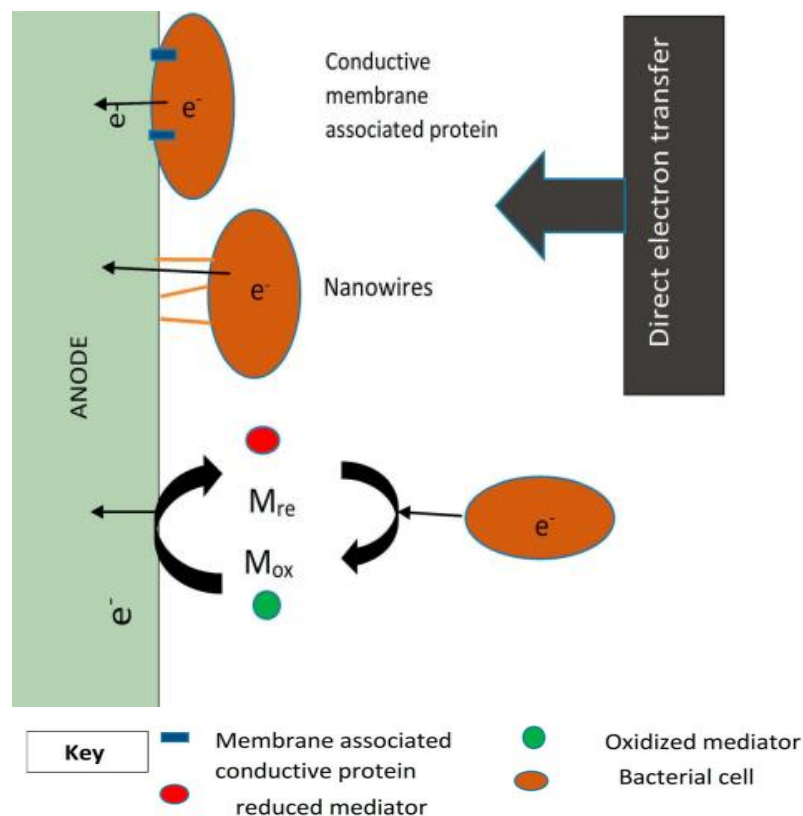 Conductive
membrane
associated protein
e-
e-
Direct electron transfer
Nanowires
e-
ANODE
Mre
Mox
e-
e-
Key
Membrane associated
conductive protein
reduced mediator
Oxidized mediator
Bacterial cell